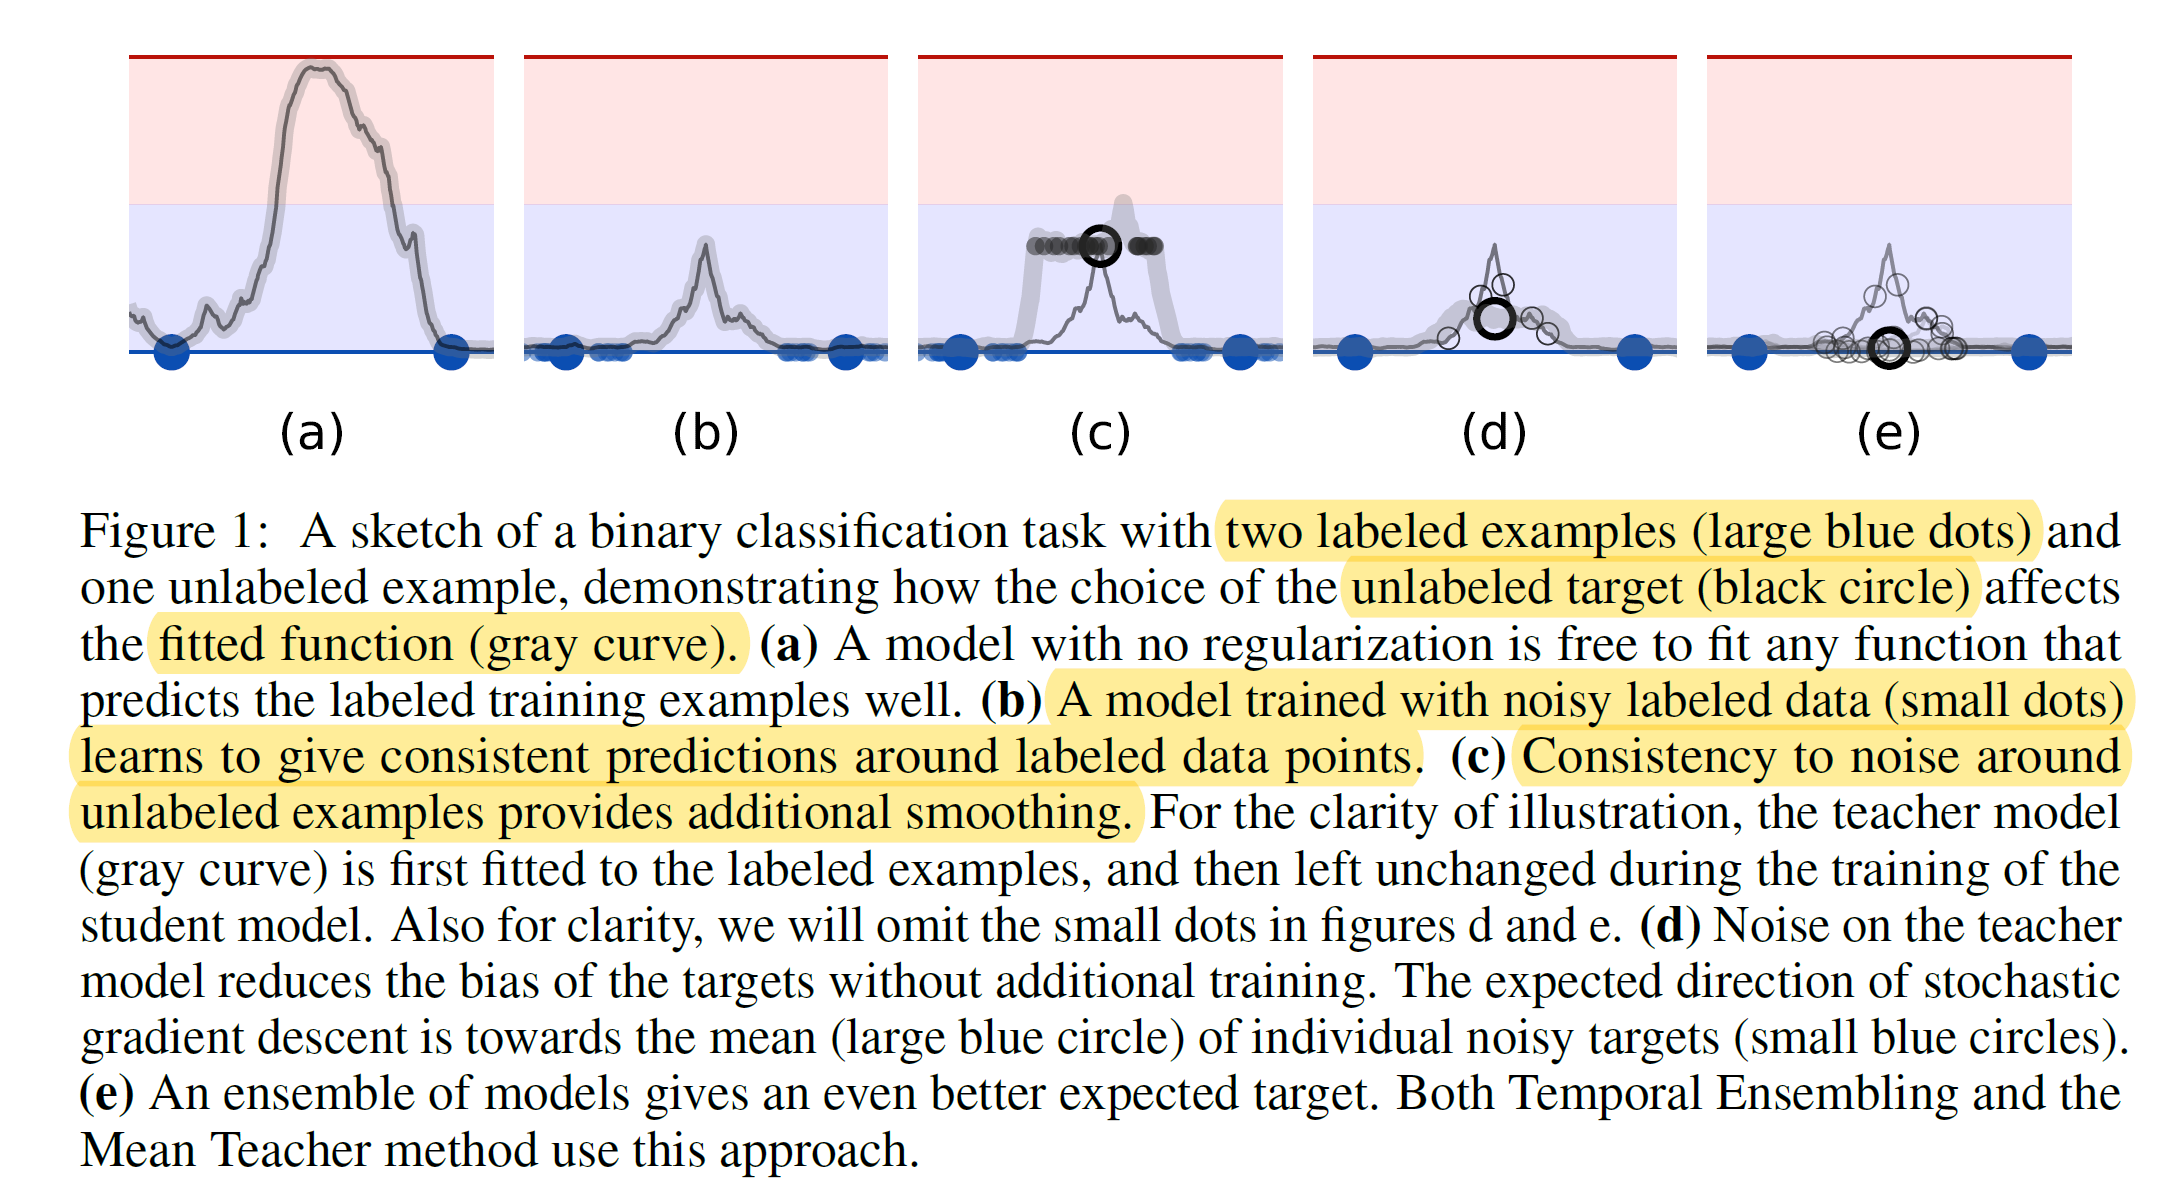 (a) (b) (c) (d) (e)
Figure 1: A sketch of a binary classification task with two labeled examples (large blue dots) and
one unlabeled example, demonstrating how the choice of the unlabeled target (black circle) affects
the fitted function (gray curve). (a) A model with no regularization is free to fit any function that
predicts the labeled training examples well. (b) A model trained with noisy labeled data (small dots)
learns to give consistent predictions around labeled data points. (c) Consistency to noise around
unlabeled examples provides additional smoothing. For the clarity of illustration, the teacher model
(gray curve) is first fitted to the labeled examples, and then left unchanged during the training of the
student model. Also for clarity, we will omit the small dots in figures d and e. (d) Noise on the teacher
model reduces the bias of the targets without additional training. The expected direction of stochastic
gradient descent is towards the mean (large blue circle) of individual noisy targets (small blue circles).
(e) An ensemble of models gives an even better expected target. Both Temporal Ensembling and the
Mean Teacher method use this approach.